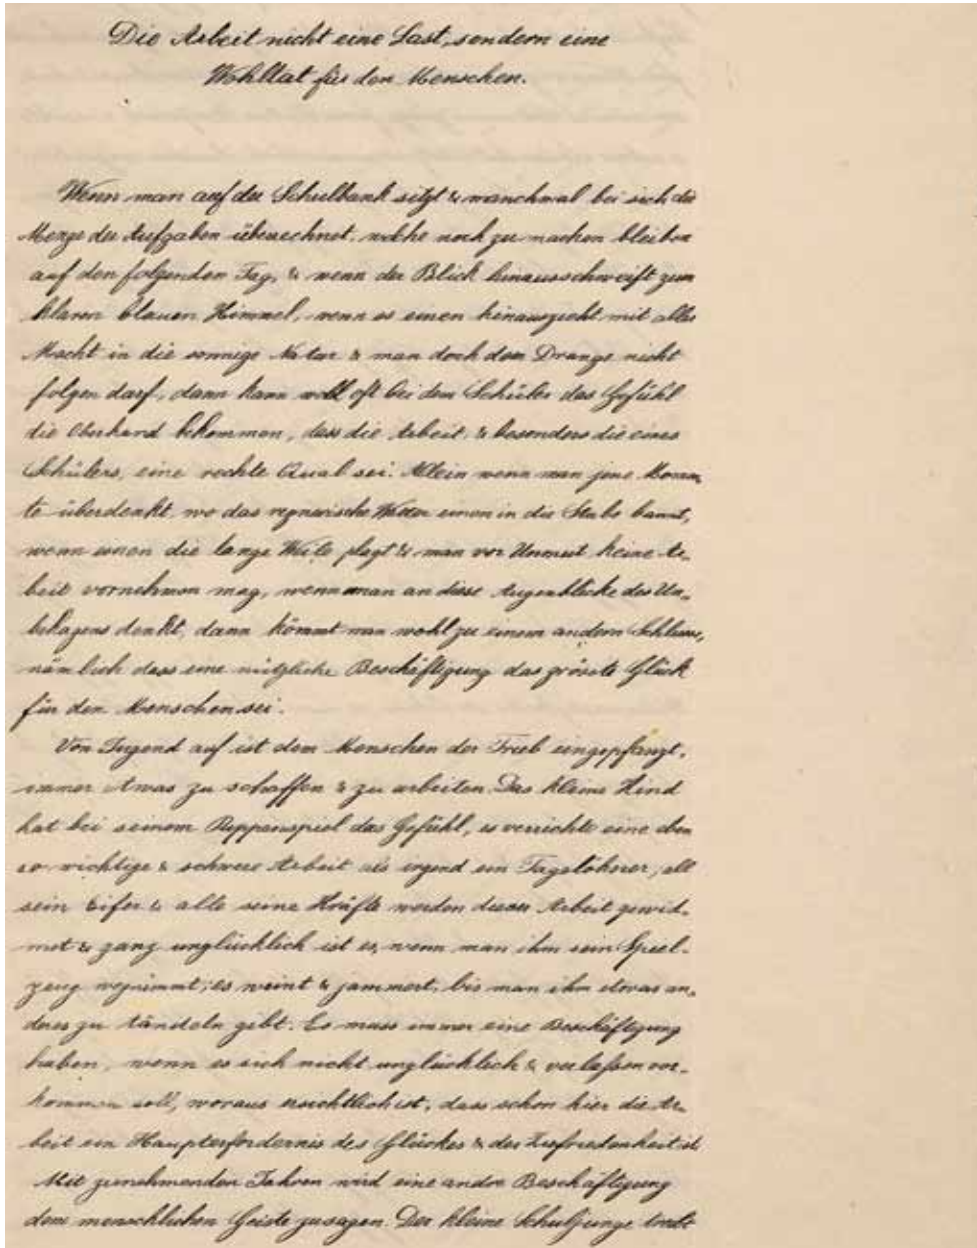 Die Arbeit nicht eine Last, sondern eine
Wohltat für den Menschen.
Wenn man auf der Schulbank sitzt & manchmal bei sich die
Menge der Aufgaben überrechnet, welche noch zu machen bleiben
auf den folgenden Tag, & wenn der Blick hinausschweift zum
klaren blauen Himmel, wenn es einen hinauszieht mit aller
Macht in die sonnige Natur & man doch dem Drange nicht
folgen darf, dann kann wohl oft bei dem Schüler das Gefühl
die Oberhand bekommen, dass die Arbeit, & besonders die eines
Schülers, eine rechte Qual sei. Allein wenn man jene Momen
te überdenkt, wo das regnerische Wetter einen in die Stube bannt,
wenn einen die lange Weile plagt & man vor Unmut keine Ar-
beit vornehmen mag, wenn man an diese Augenblicke des Un-
behagens denkt, dann kömmt man wohl zu einem andern Schluss,
nämlich dass eine nützliche Beschäftigung das grösste Glück
für den Menschen sei.
Von Jugend auf ist dem Menschen der Trieb eingepflanzt,
immer etwas zu schaffen & zu arbeiten. Das kleine Kind
hat bei seinem Puppenspiel das Gefühl, es verrichte eine eben
so wichtige & schwere Arbeit als irgend ein Tagelöhner, all
sein Eifer & alle seine Kräfte werden dieser Arbeit gewid-
met & ganz unglücklich ist es, wenn man ihm sein Spiel-
zeug wegnimmt; es weint & jammert, bis man ihm etwas an-
deres zu tändeln gibt. Es muss immer eine Beschäftigung
haben, wenn es sich nicht unglücklich & verlassen vor-
kommen soll, woraus ersichtlich ist, dass schon hier die Ar-
beit ein Haupterfordernis des Glückes & der Zufriedenheit ist.
Mit zunehmenden Jahren wird eine andre Beschäftigung
dem menschlichen Geiste zusagen. Der kleine Schuljunge